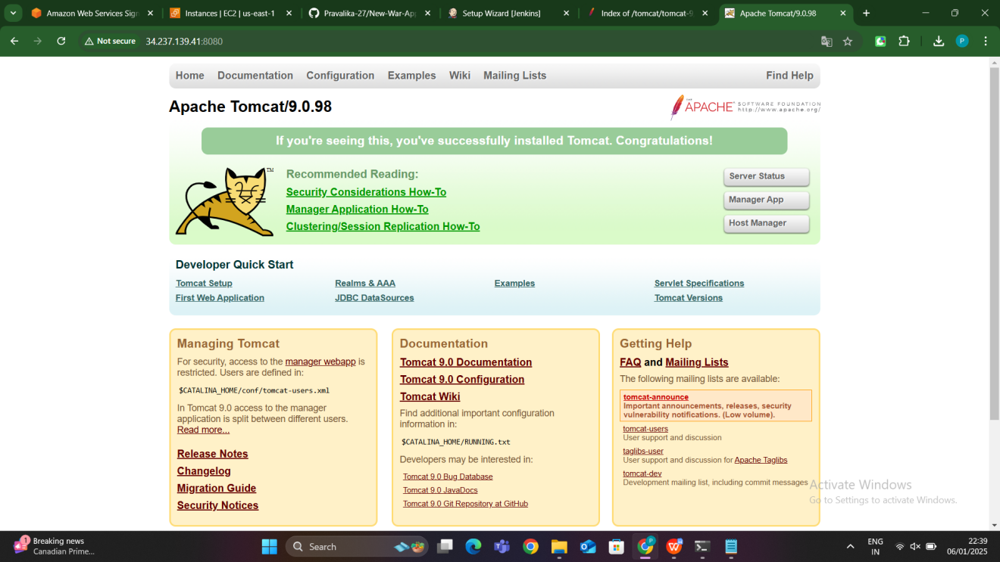 Amazon Web Services Sign
Instances | EC2 | us-east-1
Pravalika-27/New-War-App
Setup Wizard [Jenkins]
Index of /tomcat/tomcat-9
Apache Tomcat/9.0.98
Not secure
34.237.139.41:8080
P
Home
Documentation
Configuration
Examples
Wiki
Mailing Lists
Find Help
Apache Tomcat/9.0.98
THE
APACHE
SOFTWARE FOUNDATION
http://www.apache.org/
If you're seeing this, you've successfully installed Tomcat. Congratulations!
TM
Recommended Reading:
Security Considerations How-To
Manager Application How-To
Clustering/Session Replication How-To
Server Status
Manager App
Host Manager
Developer Quick Start
Tomcat Setup
First Web Application
Realms & AAA
JDBC DataSources
Examples
Servlet Specifications
Tomcat Versions
Managing Tomcat
For security, access to the manager webapp is
restricted. Users are defined in:
$CATALINA_HOME/conf/tomcat-users.xml
In Tomcat 9.0 access to the manager
application is split between different users.
Read more...
Release Notes
Changelog
Migration Guide
Security Notices
Documentation
Tomcat 9.0 Documentation
Tomcat 9.0 Configuration
Tomcat Wiki
Find additional important configuration
information in:
$CATALINA_HOME/RUNNING.txt
Developers may be interested in:
Tomcat 9.0 Bug Database
Tomcat 9.0 JavaDocs
Tomcat 9.0 Git Repository at GitHub
Getting Help
FAQ and Mailing Lists
The following mailing lists are available:
tomcat-announce
Important announcements, releases, security
vulnerability notifications. (Low volume).
tomcat-users
User support and discussion
taglibs-user
User support and discussion for Apache Taglibs
tomcat-dev
Development mailing list, including commit messages
Activate Windows
Go to Settings to activate Windows.
1
Breaking news
Canadian Prime...
Search
P
ENG
IN
22:39
06/01/2025